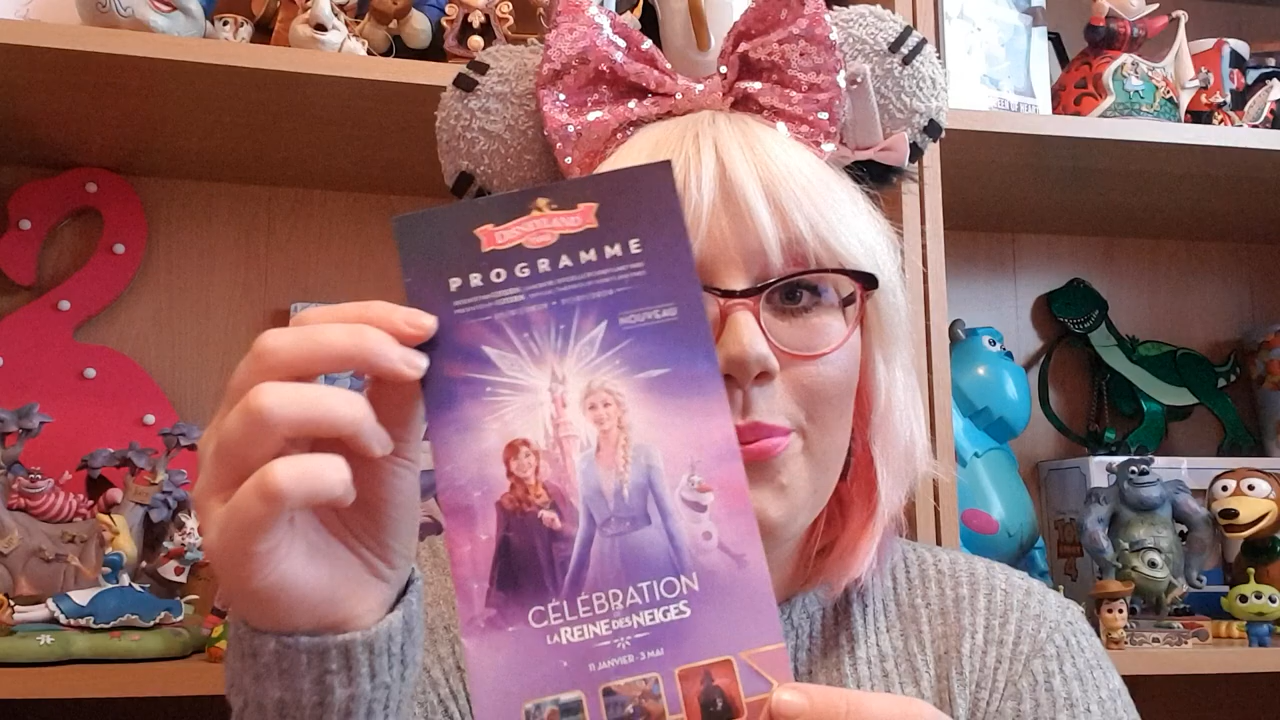 DISNEYLAND
PARIS
PROGRAMME
NOUVEAU
CÉLÉBRATION
LA REINE DES NEIGES
11 JANVIER - 3 MAI